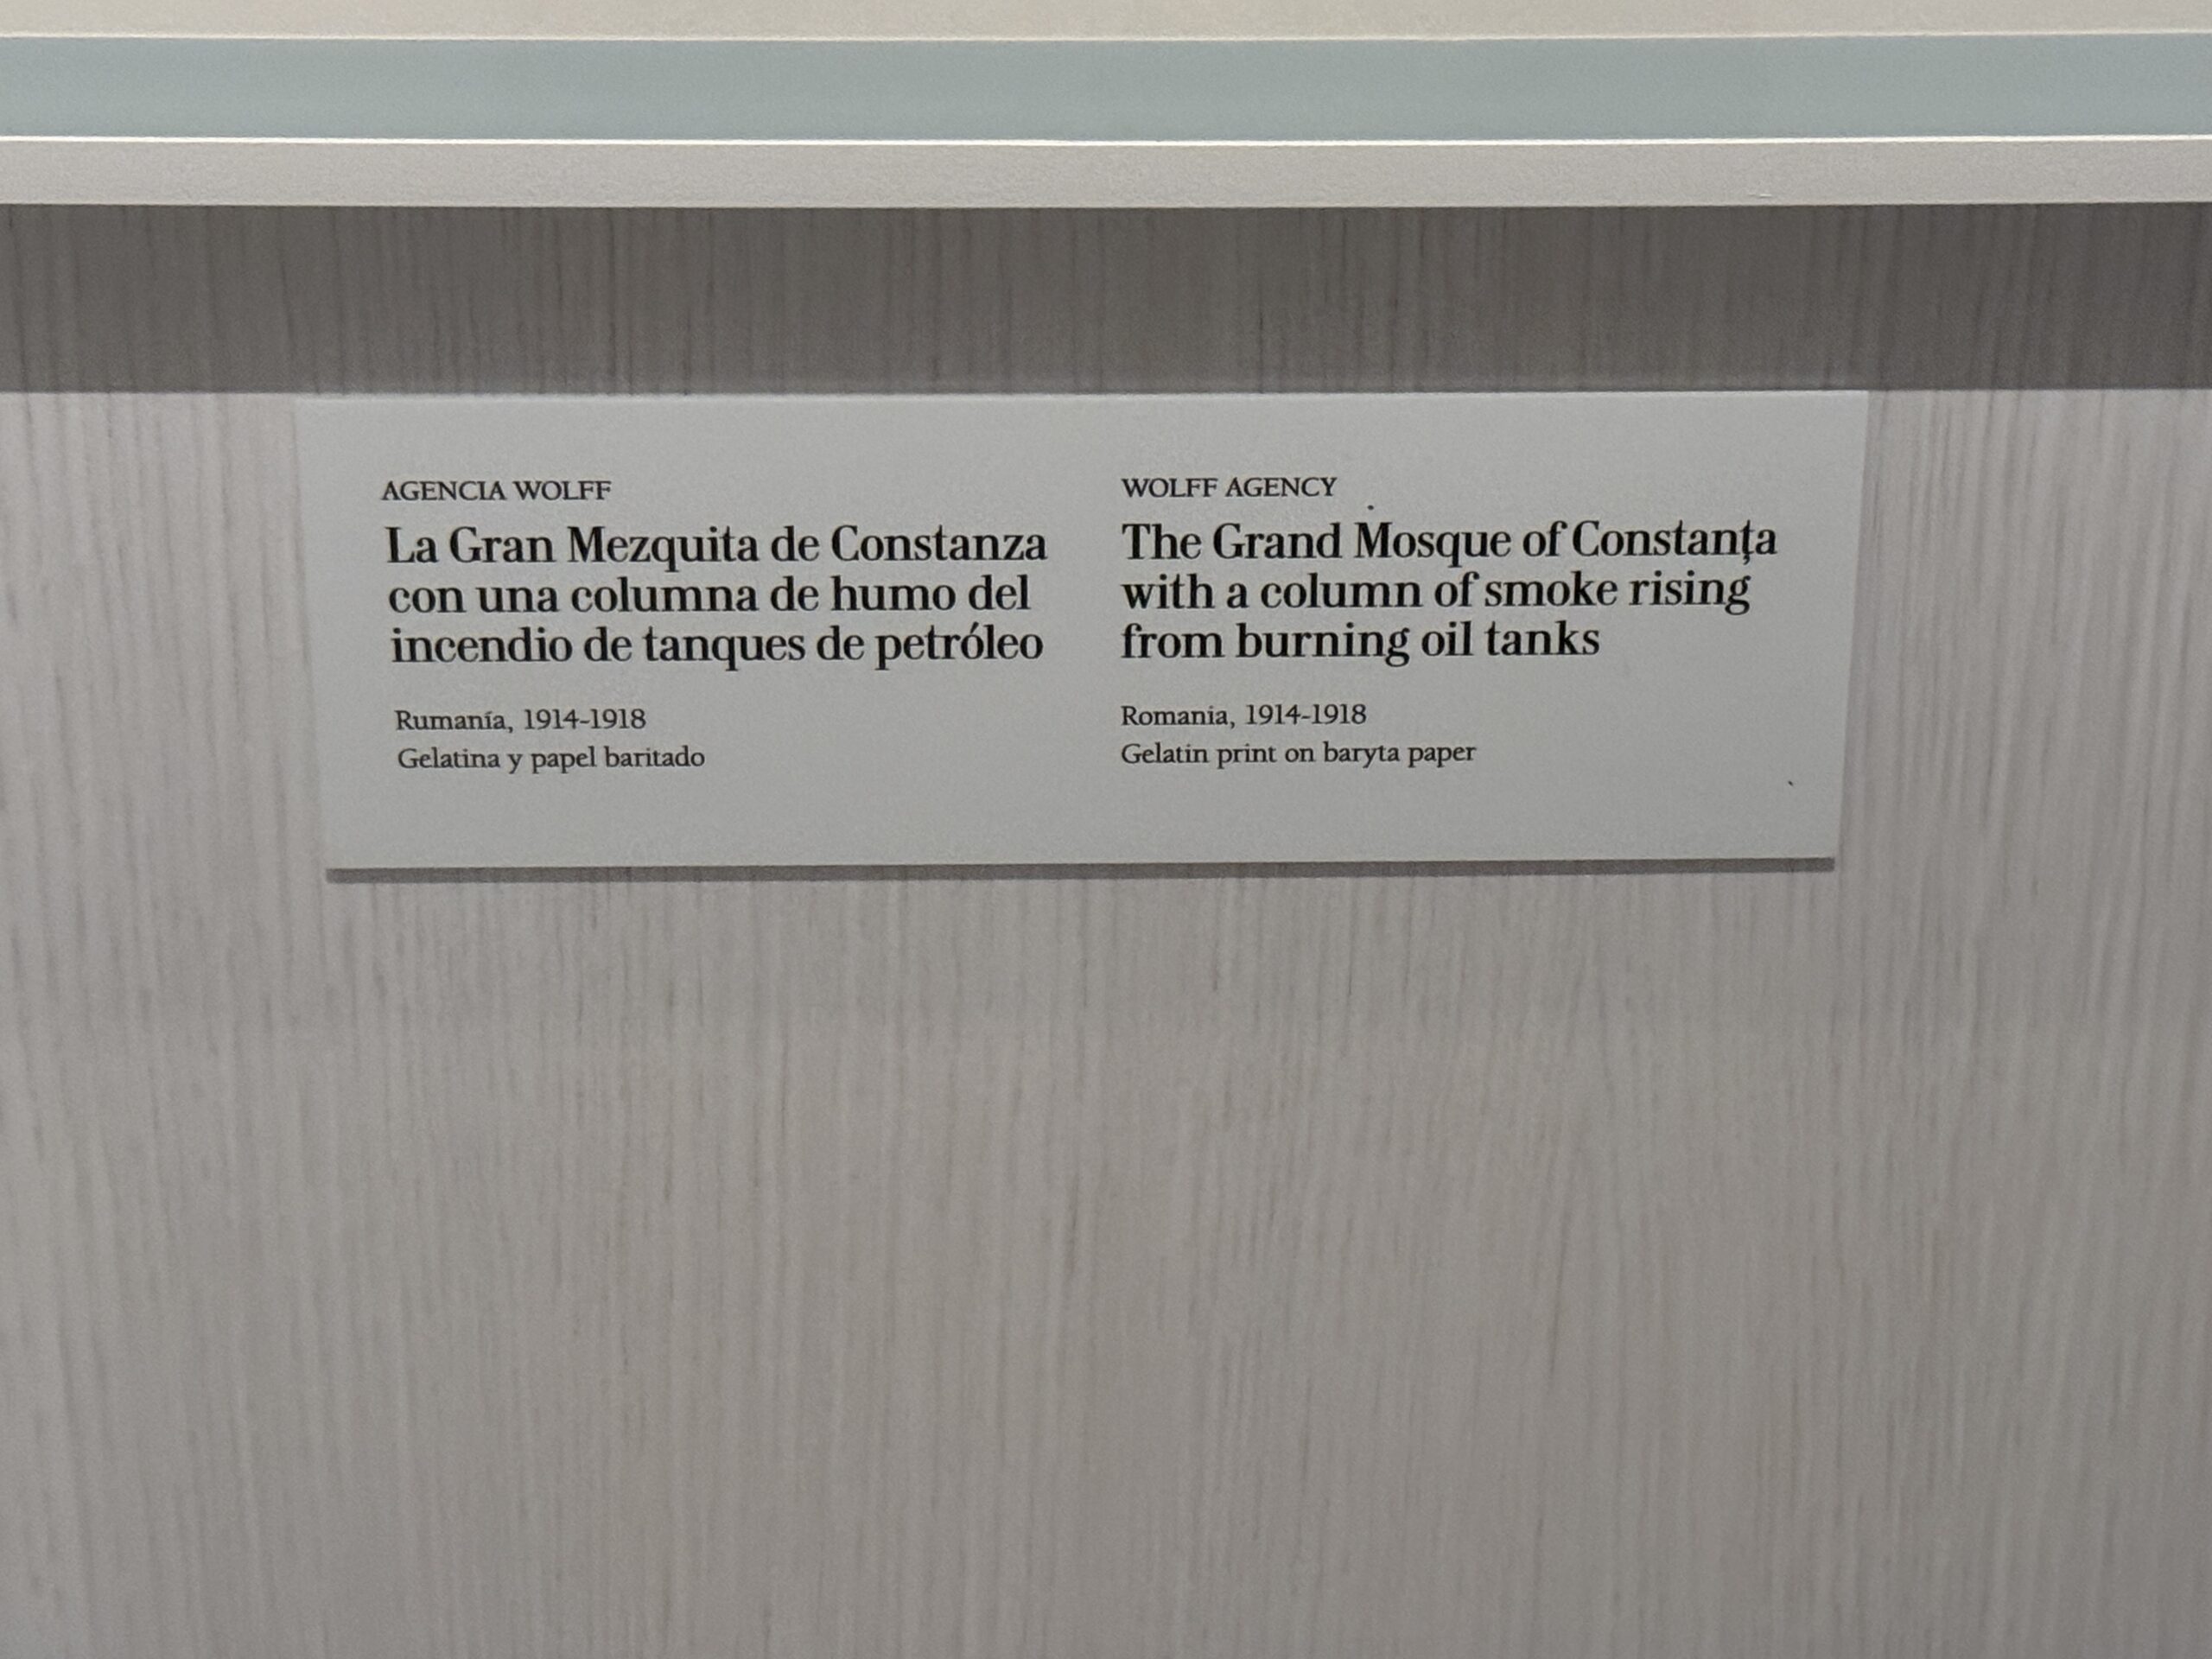 AGENCIA WOLFF
La Gran Mezquita de Constanza
con una columna de humo del
incendio de tanques de petróleo
Rumanía, 1914-1918
Gelatina y papel baritado
WOLFF AGENCY
The Grand Mosque of Constanţa
with a column of smoke rising
from burning oil tanks
Romania, 1914-1918
Gelatin print on baryta paper